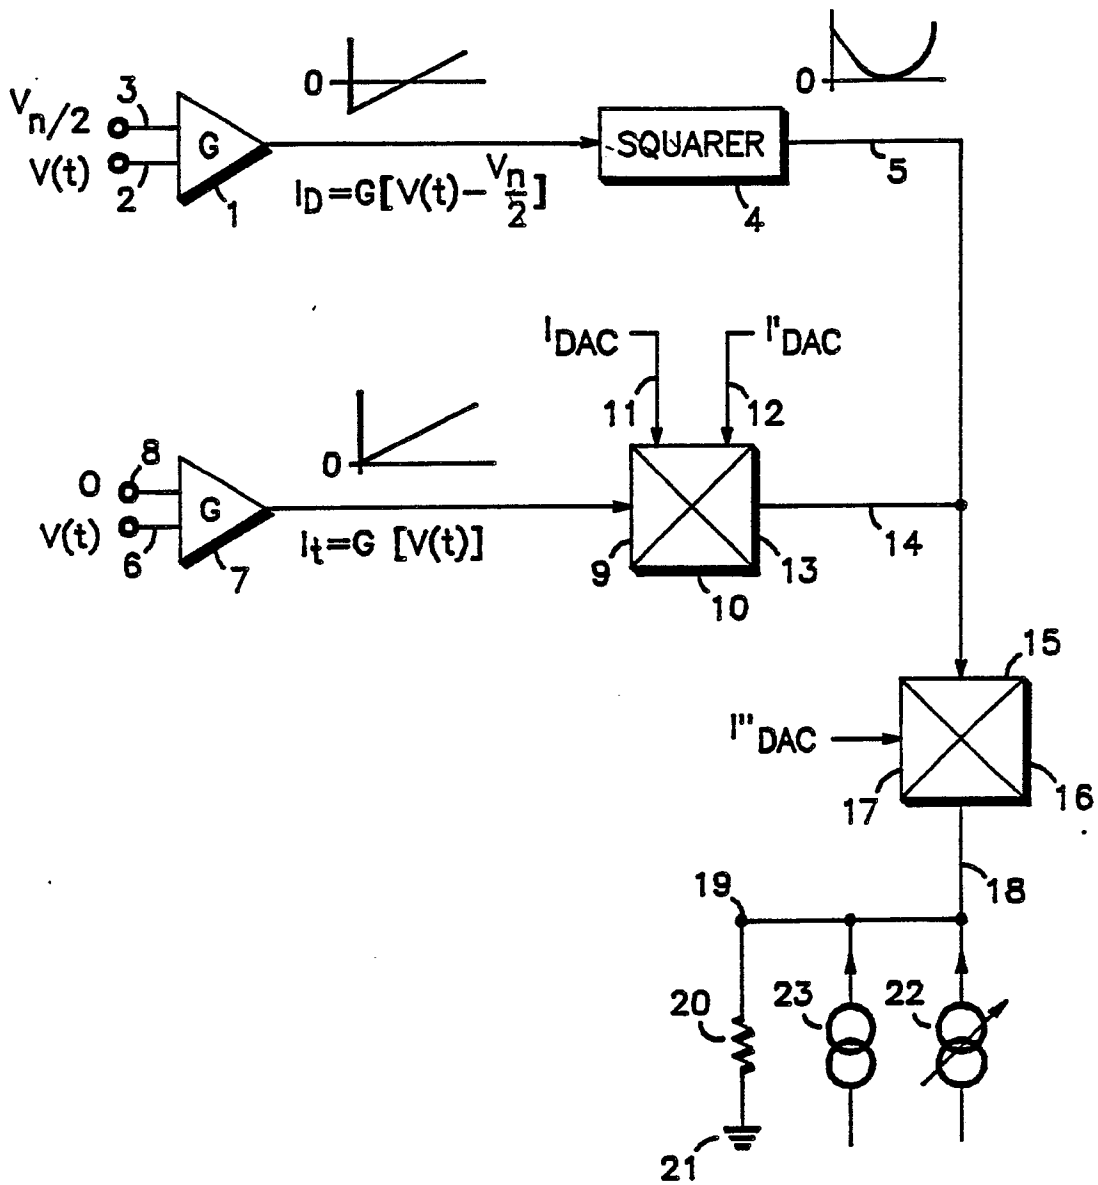 0
0
Vn/2
3
V(t)
2
G
1
ID=G[V(t)-Vn/2]
SQUARER
4
5
IDAC
I'DAC
11
12
0
0
8
V(t)
6
G
7
It=G [V(t)]
9
10
13
14
15
I"DAC
17
16
18
19
20
23
22
21